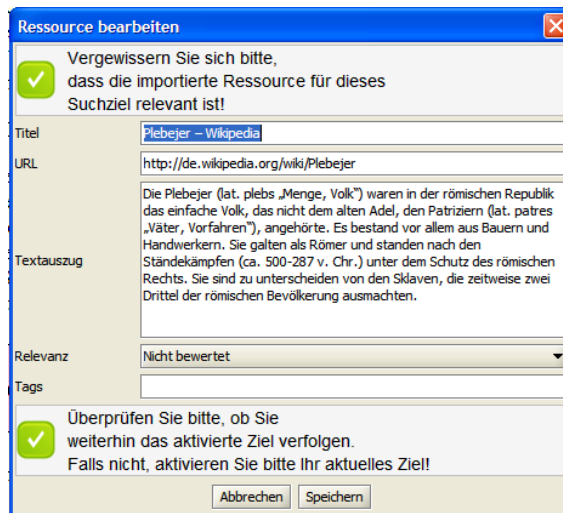 Ressource bearbeiten
Vergewissern Sie sich bitte,
dass die importierte Ressource für dieses
Suchziel relevant ist!
Titel Plebejer – Wikipedia
URL http://de.wikipedia.org/wiki/Plebejer
Die Plebejer (lat. plebs „Menge, Volk“) waren in der römischen Republik
das einfache Volk, das nicht dem alten Adel, den Patriziern (lat. patres
„Väter, Vorfahren“), angehörte. Es bestand vor allem aus Bauern und
Handwerkern. Sie galten als Römer und standen nach den
Textauszug Ständekämpfen (ca. 500-287 v. Chr.) unter dem Schutz des römischen
Rechts. Sie sind zu unterscheiden von den Sklaven, die zeitweise zwei
Drittel der römischen Bevölkerung ausmachten.
Relevanz Nicht bewertet
Tags
Überprüfen Sie bitte, ob Sie
weiterhin das aktivierte Ziel verfolgen.
Falls nicht, aktivieren Sie bitte Ihr aktuelles Ziel!
Abbrechen Speichern